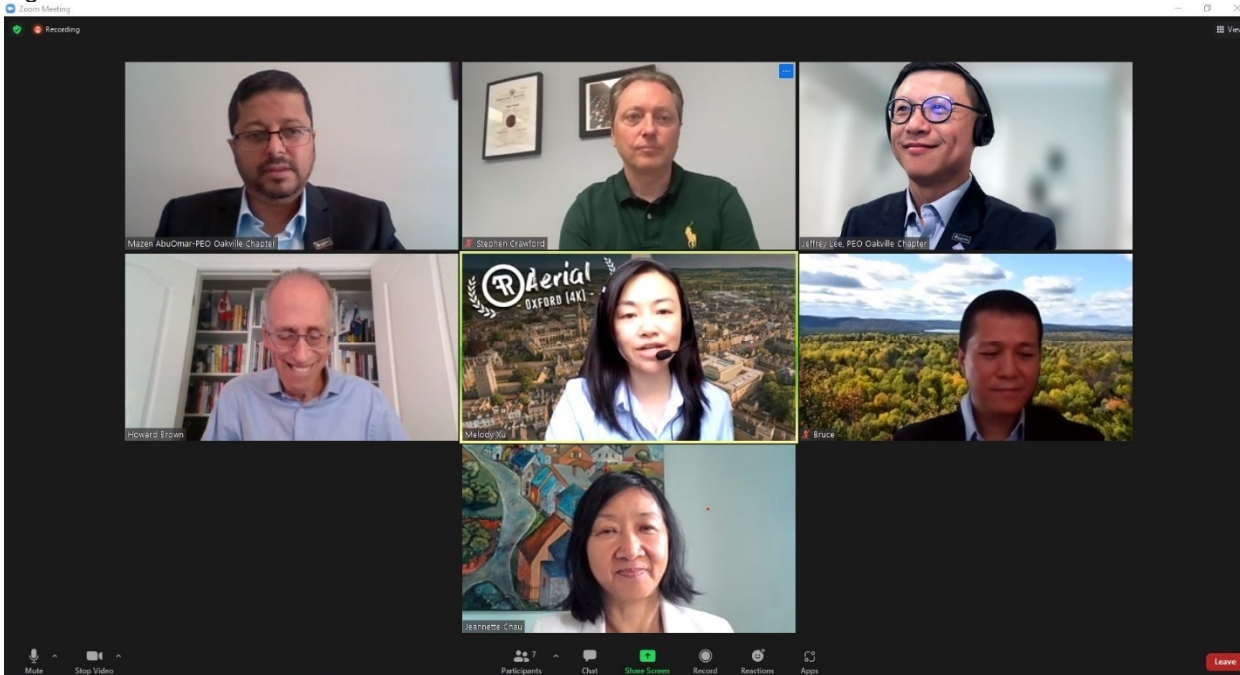 Zoom Meeting
Recording
View
Mazen AbuOmar-PEO Oakville Chapter
Stephen Crawford
Jeffrey Lee, PEO Oakville Chapter
R Aerial
- OXFORD [4K] -
Howard Brown
Melody Xu
Bruce
Jeannette Chau
Mute
Stop Video
7
Participants
Chat
Share Screen
Record
Reactions
Apps
Leave